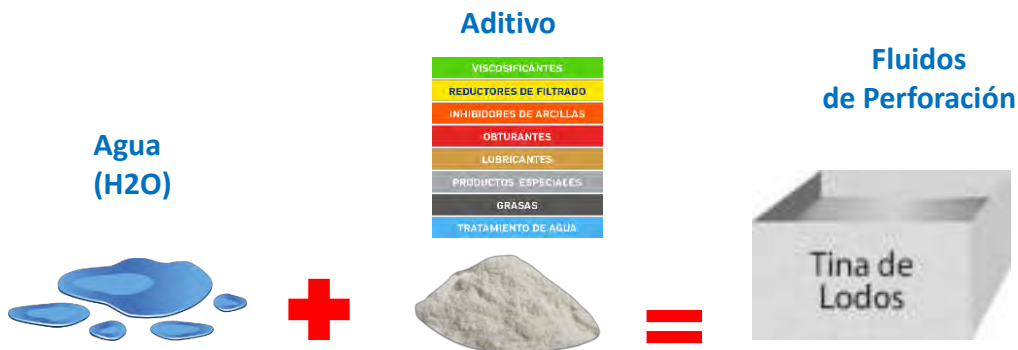 Agua
(H2O)
Aditivo
VISCOSIFICANTES
REDUCTORES DE FILTRADO
INHIBIDORES DE ARCILLAS
OBTURANTES
LUBRICANTES
PRODUCTOS ESPECIALES
GRASAS
TRATAMIENTO DE AGUA
Fluidos
de Perforación
Tina de
Lodos